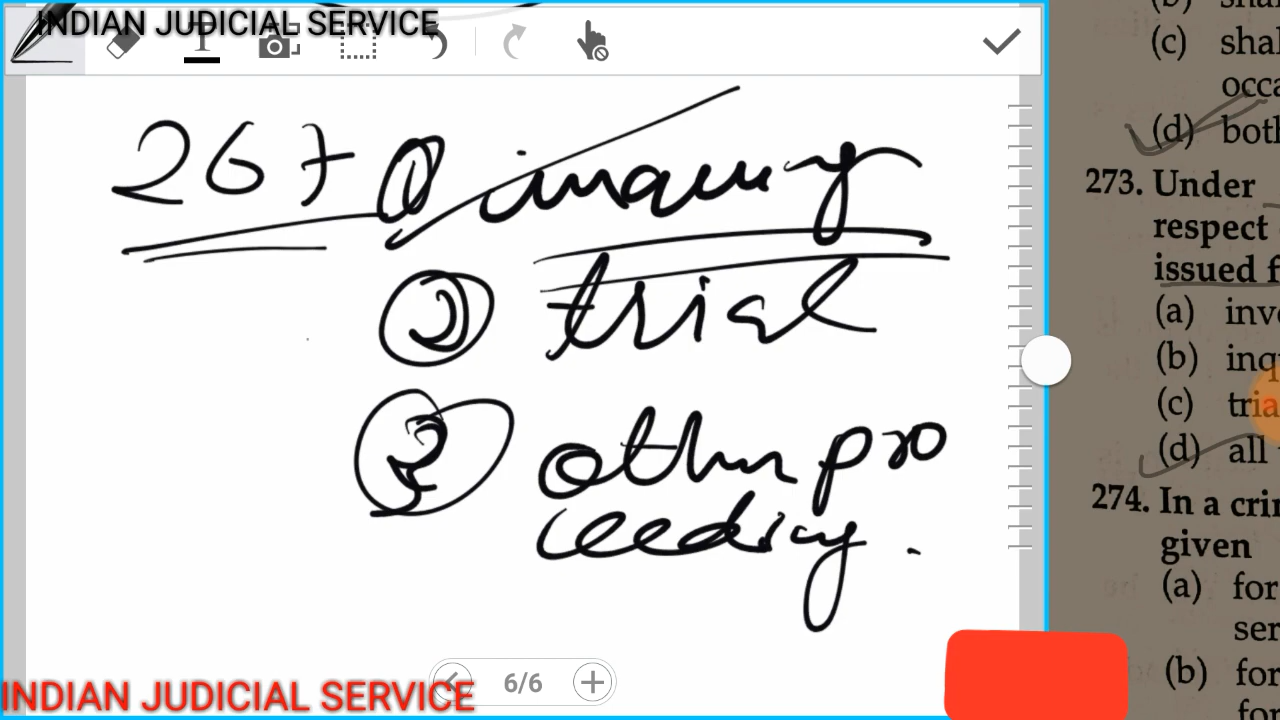 INDIAN JUDICIAL SERVICE
T
267 ① inquiry
② trial
③ other pro
ceeding.
6/6
INDIAN JUDICIAL SERVICE
(c) shal
occa
(d) both
273. Under
respect
issued f
(a) inve
(b) inq
(c) tria
(d) all
274. In a cri
given
(a) for
ser
(b) for
for